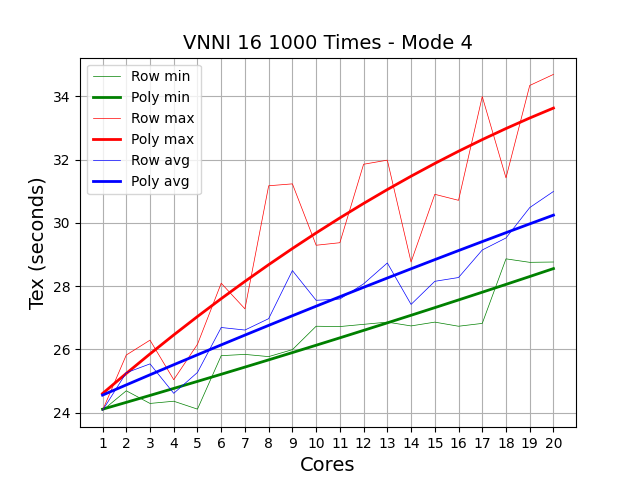 VNNI 16 1000 Times - Mode 4
Row min
Poly min
Row max
Poly max
Row avg
Poly avg
Tex (seconds)
34
32
30
28
26
24
1 2 3 4 5 6 7 8 9 10 11 12 13 14 15 16 17 18 19 20
Cores